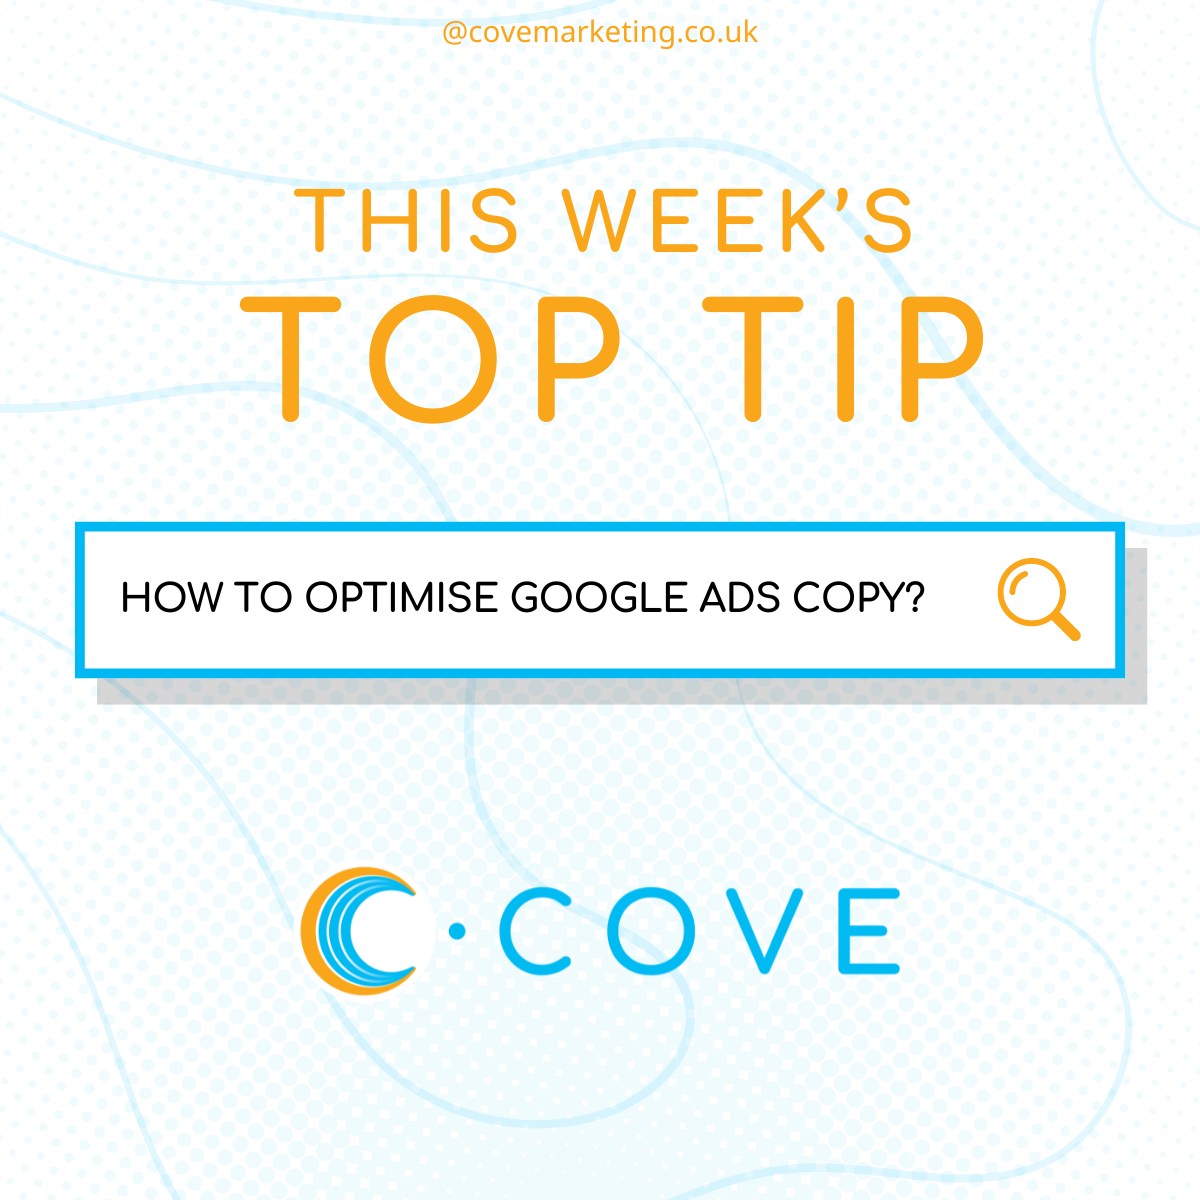 @covemarketing.co.uk
THIS WEEK’S
TOP TIP
HOW TO OPTIMISE GOOGLE ADS COPY?
· COVE